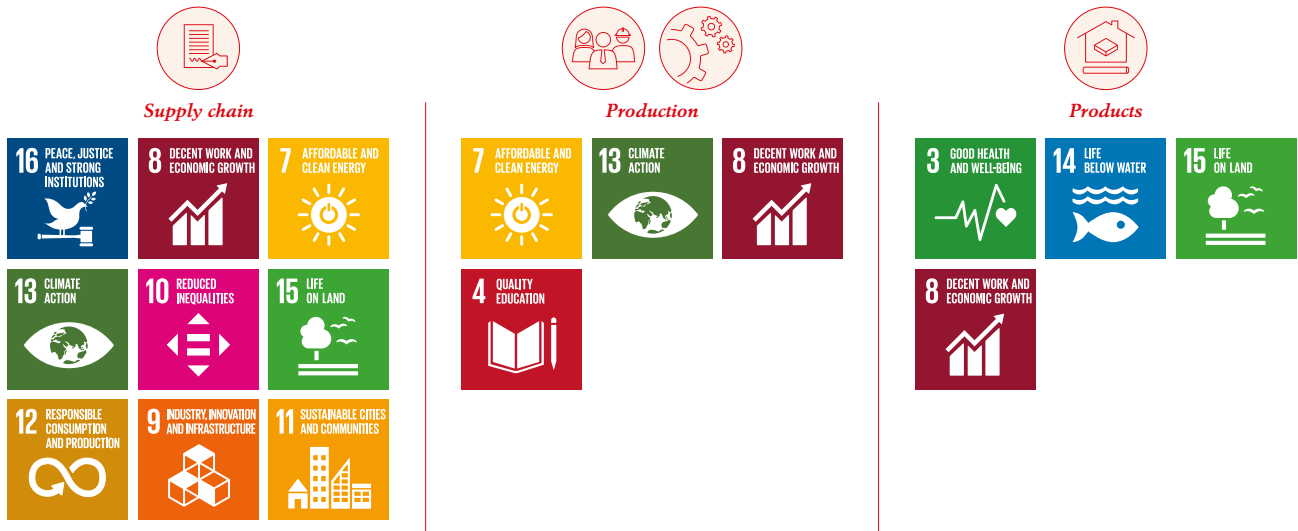 Supply chain
16 PEACE, JUSTICE
AND STRONG
INSTITUTIONS
8 DECENT WORK AND
ECONOMIC GROWTH
7 AFFORDABLE AND
CLEAN ENERGY
13 CLIMATE
ACTION
10 REDUCED
INEQUALITIES
15 LIFE
ON LAND
12 RESPONSIBLE
CONSUMPTION
AND PRODUCTION
9 INDUSTRY, INNOVATION
AND INFRASTRUCTURE
11 SUSTAINABLE CITIES
AND COMMUNITIES
Production
7 AFFORDABLE AND
CLEAN ENERGY
13 CLIMATE
ACTION
8 DECENT WORK AND
ECONOMIC GROWTH
4 QUALITY
EDUCATION
Products
3 GOOD HEALTH
AND WELL-BEING
14 LIFE
BELOW WATER
15 LIFE
ON LAND
8 DECENT WORK AND
ECONOMIC GROWTH